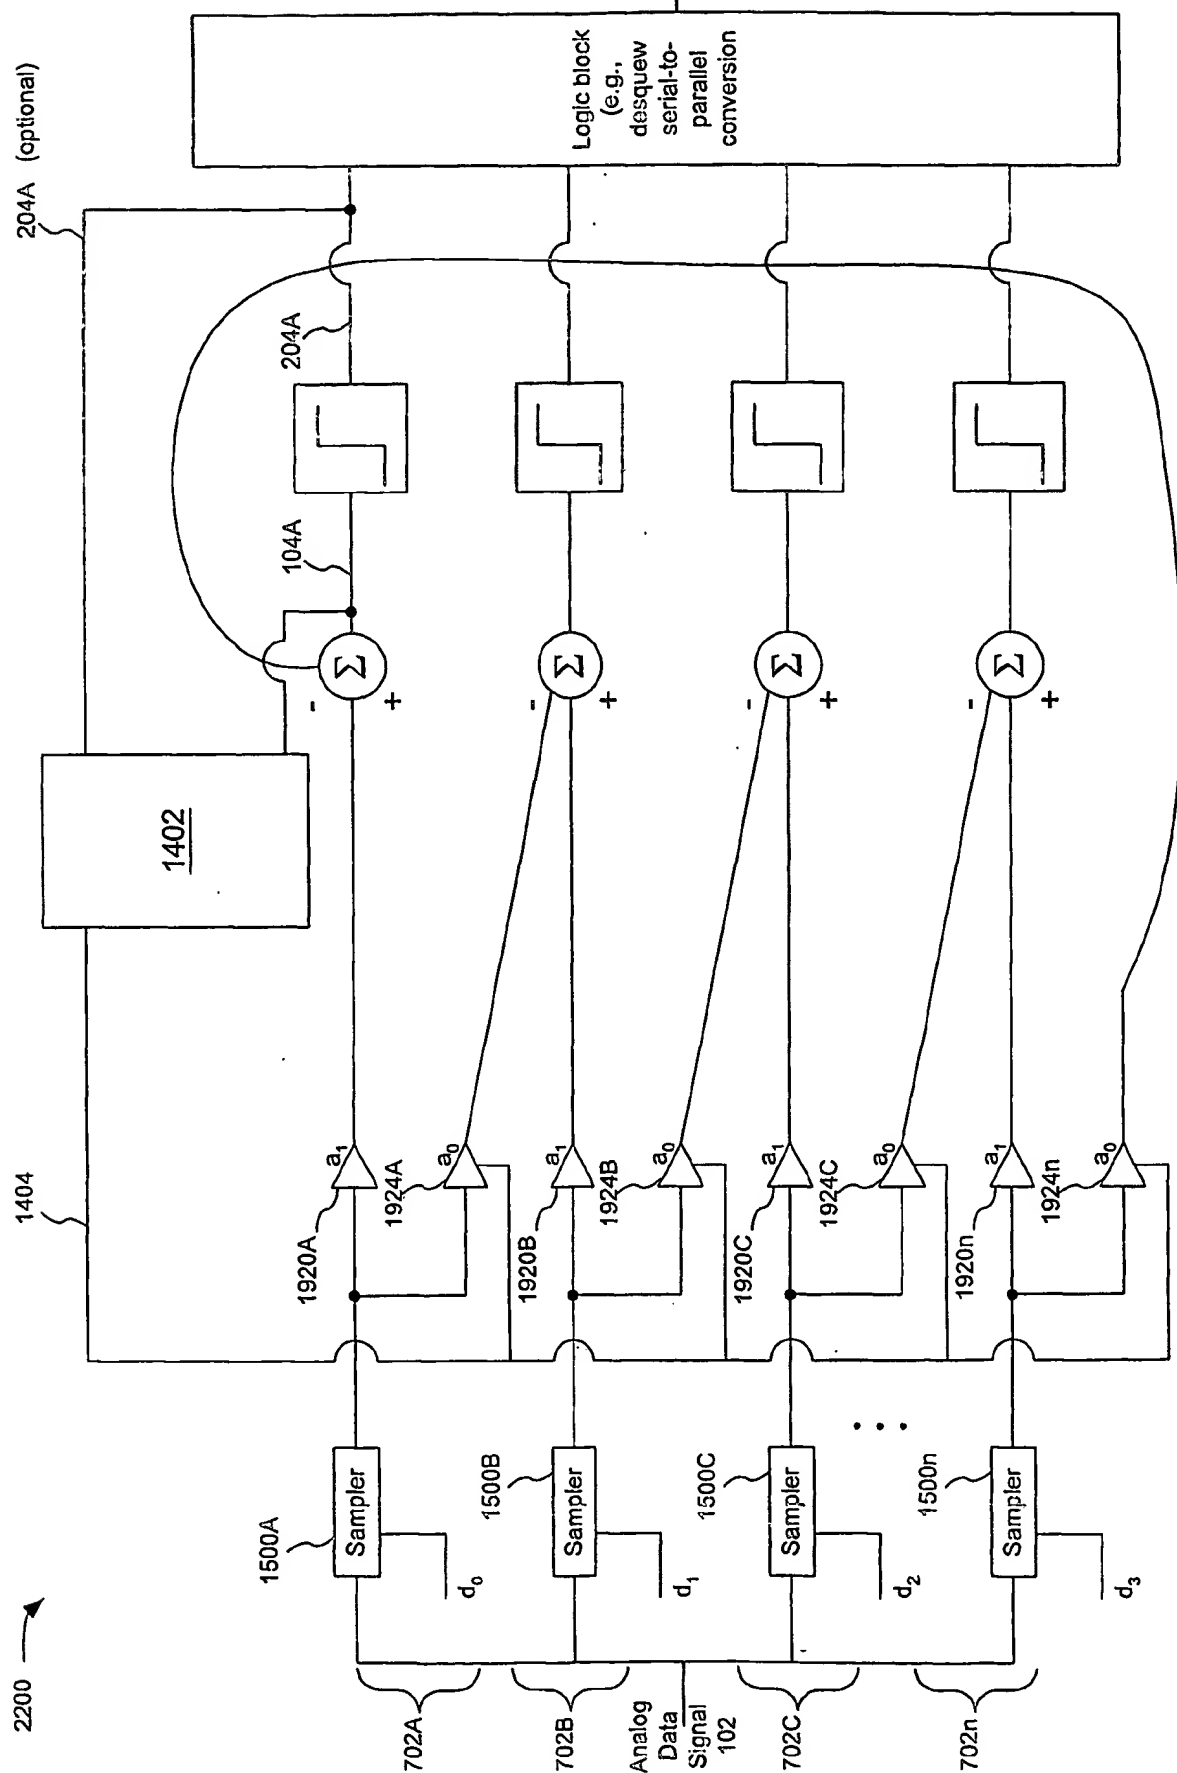 2200
702A
702B
Analog
Data
Signal
102
702C
702n
1500A
Sampler
d0
1500B
Sampler
d1
1500C
Sampler
d2
1500n
Sampler
d3
. . .
1404
1920A
a1
1924A
a0
1920B
a1
1924B
a0
1920C
a1
1924C
a0
1920n
a1
1924n
a0
1402
Σ
-
+
Σ
-
+
Σ
-
+
Σ
-
+
104A
204A
204A (optional)
Logic block
(e.g.,
desquew
serial-to-
parallel
conversion